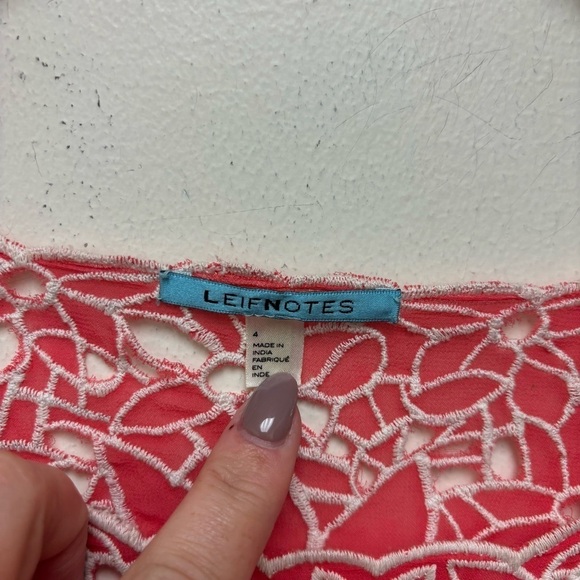 LEIFNOTES
4
MADE IN
INDIA
FABRIQUÉ
EN
INDE